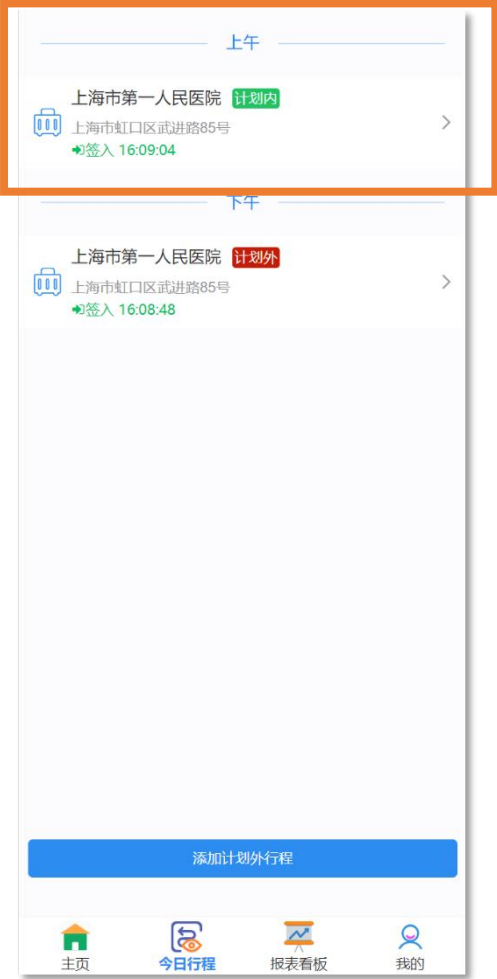 上午
上海市第一人民医院 计划内
上海市虹口区武进路85号
签入 16:09:04
下午
上海市第一人民医院 计划外
上海市虹口区武进路85号
签入 16:08:48
添加计划外行程
主页 今日行程 报表看板 我的